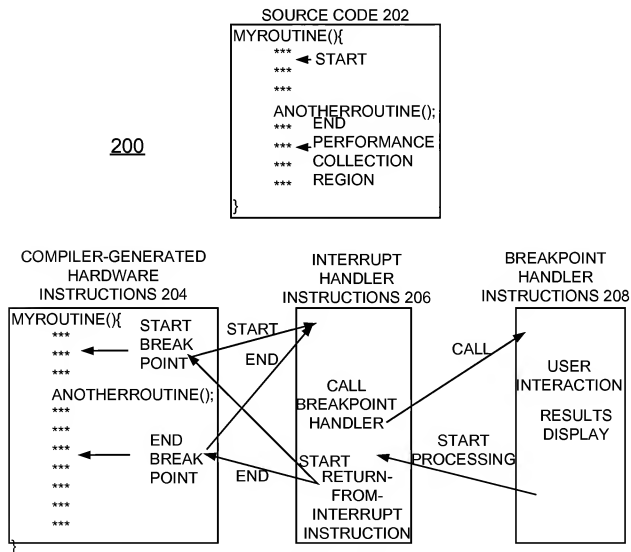 SOURCE CODE 202
MYROUTINE(){
***
START
***
***
ANOTHERROUTINE();
*** END
*** PERFORMANCE
*** COLLECTION
*** REGION
}
200
COMPILER-GENERATED
HARDWARE
INSTRUCTIONS 204
MYROUTINE(){
***
***
***
START
BREAK
POINT
ANOTHERROUTINE();
***
***
***
***
***
***
***
END
BREAK
POINT
}
START
END
END
INTERRUPT
HANDLER
INSTRUCTIONS 206
CALL
BREAKPOINT
HANDLER
START
RETURN-
FROM-
INTERRUPT
INSTRUCTION
CALL
START
PROCESSING
BREAKPOINT
HANDLER
INSTRUCTIONS 208
USER
INTERACTION
RESULTS
DISPLAY